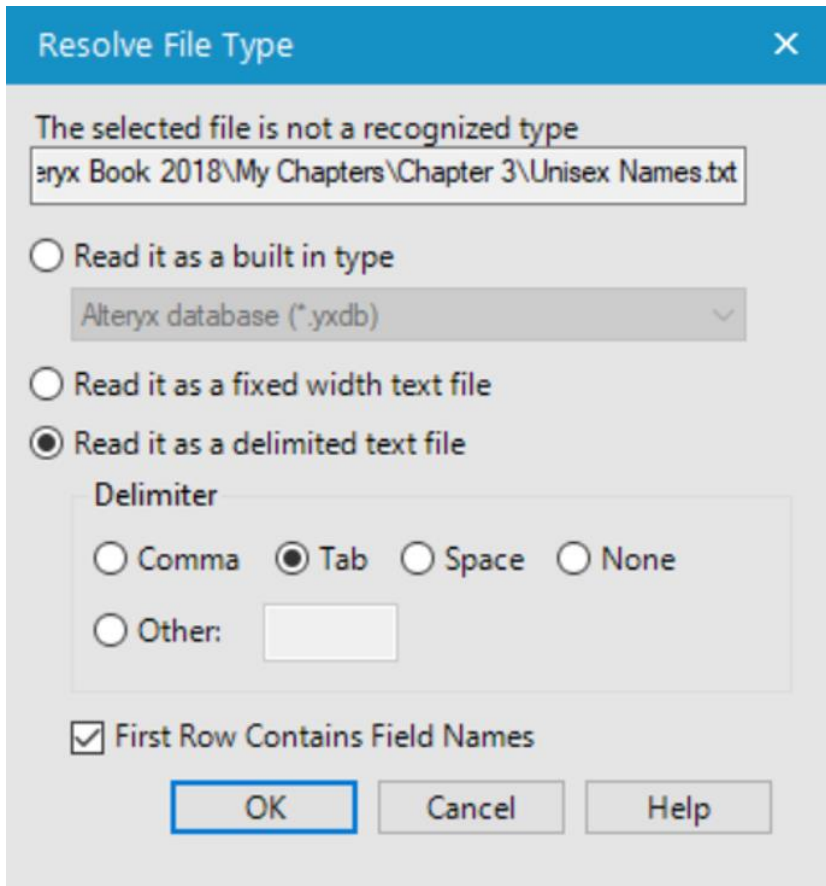 Resolve File Type
The selected file is not a recognized type
eryx Book 2018\My Chapters\Chapter 3\Unisex Names.txt
Read it as a built in type
Alteryx database (*.yxdb)
Read it as a fixed width text file
Read it as a delimited text file
Delimiter
Comma Tab Space None
Other:
First Row Contains Field Names
OK Cancel Help